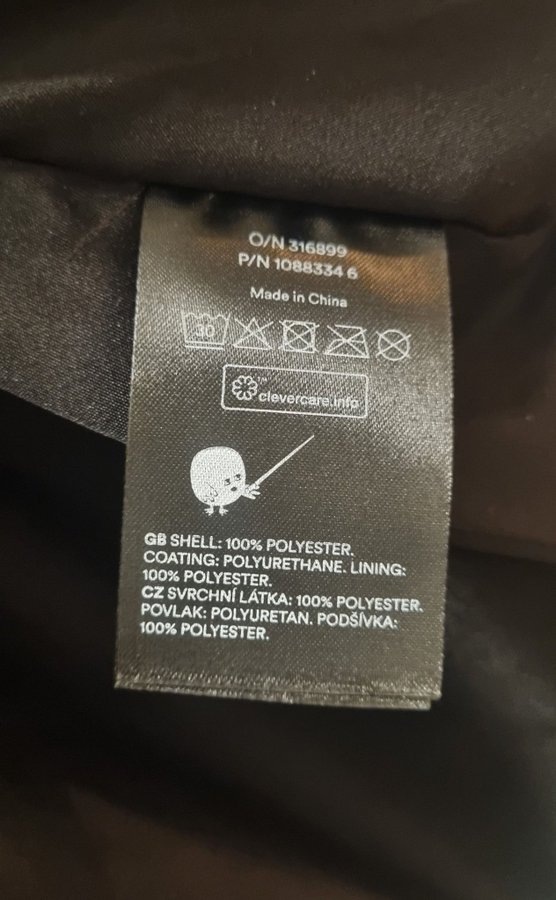 O/N 316899
P/N 1088334 6
Made in China
30
™
clevercare.info
GB SHELL: 100% POLYESTER.
COATING: POLYURETHANE. LINING:
100% POLYESTER.
CZ SVRCHNÍ LÁTKA: 100% POLYESTER.
POVLAK: POLYURETAN. PODŠÍVKA:
100% POLYESTER.